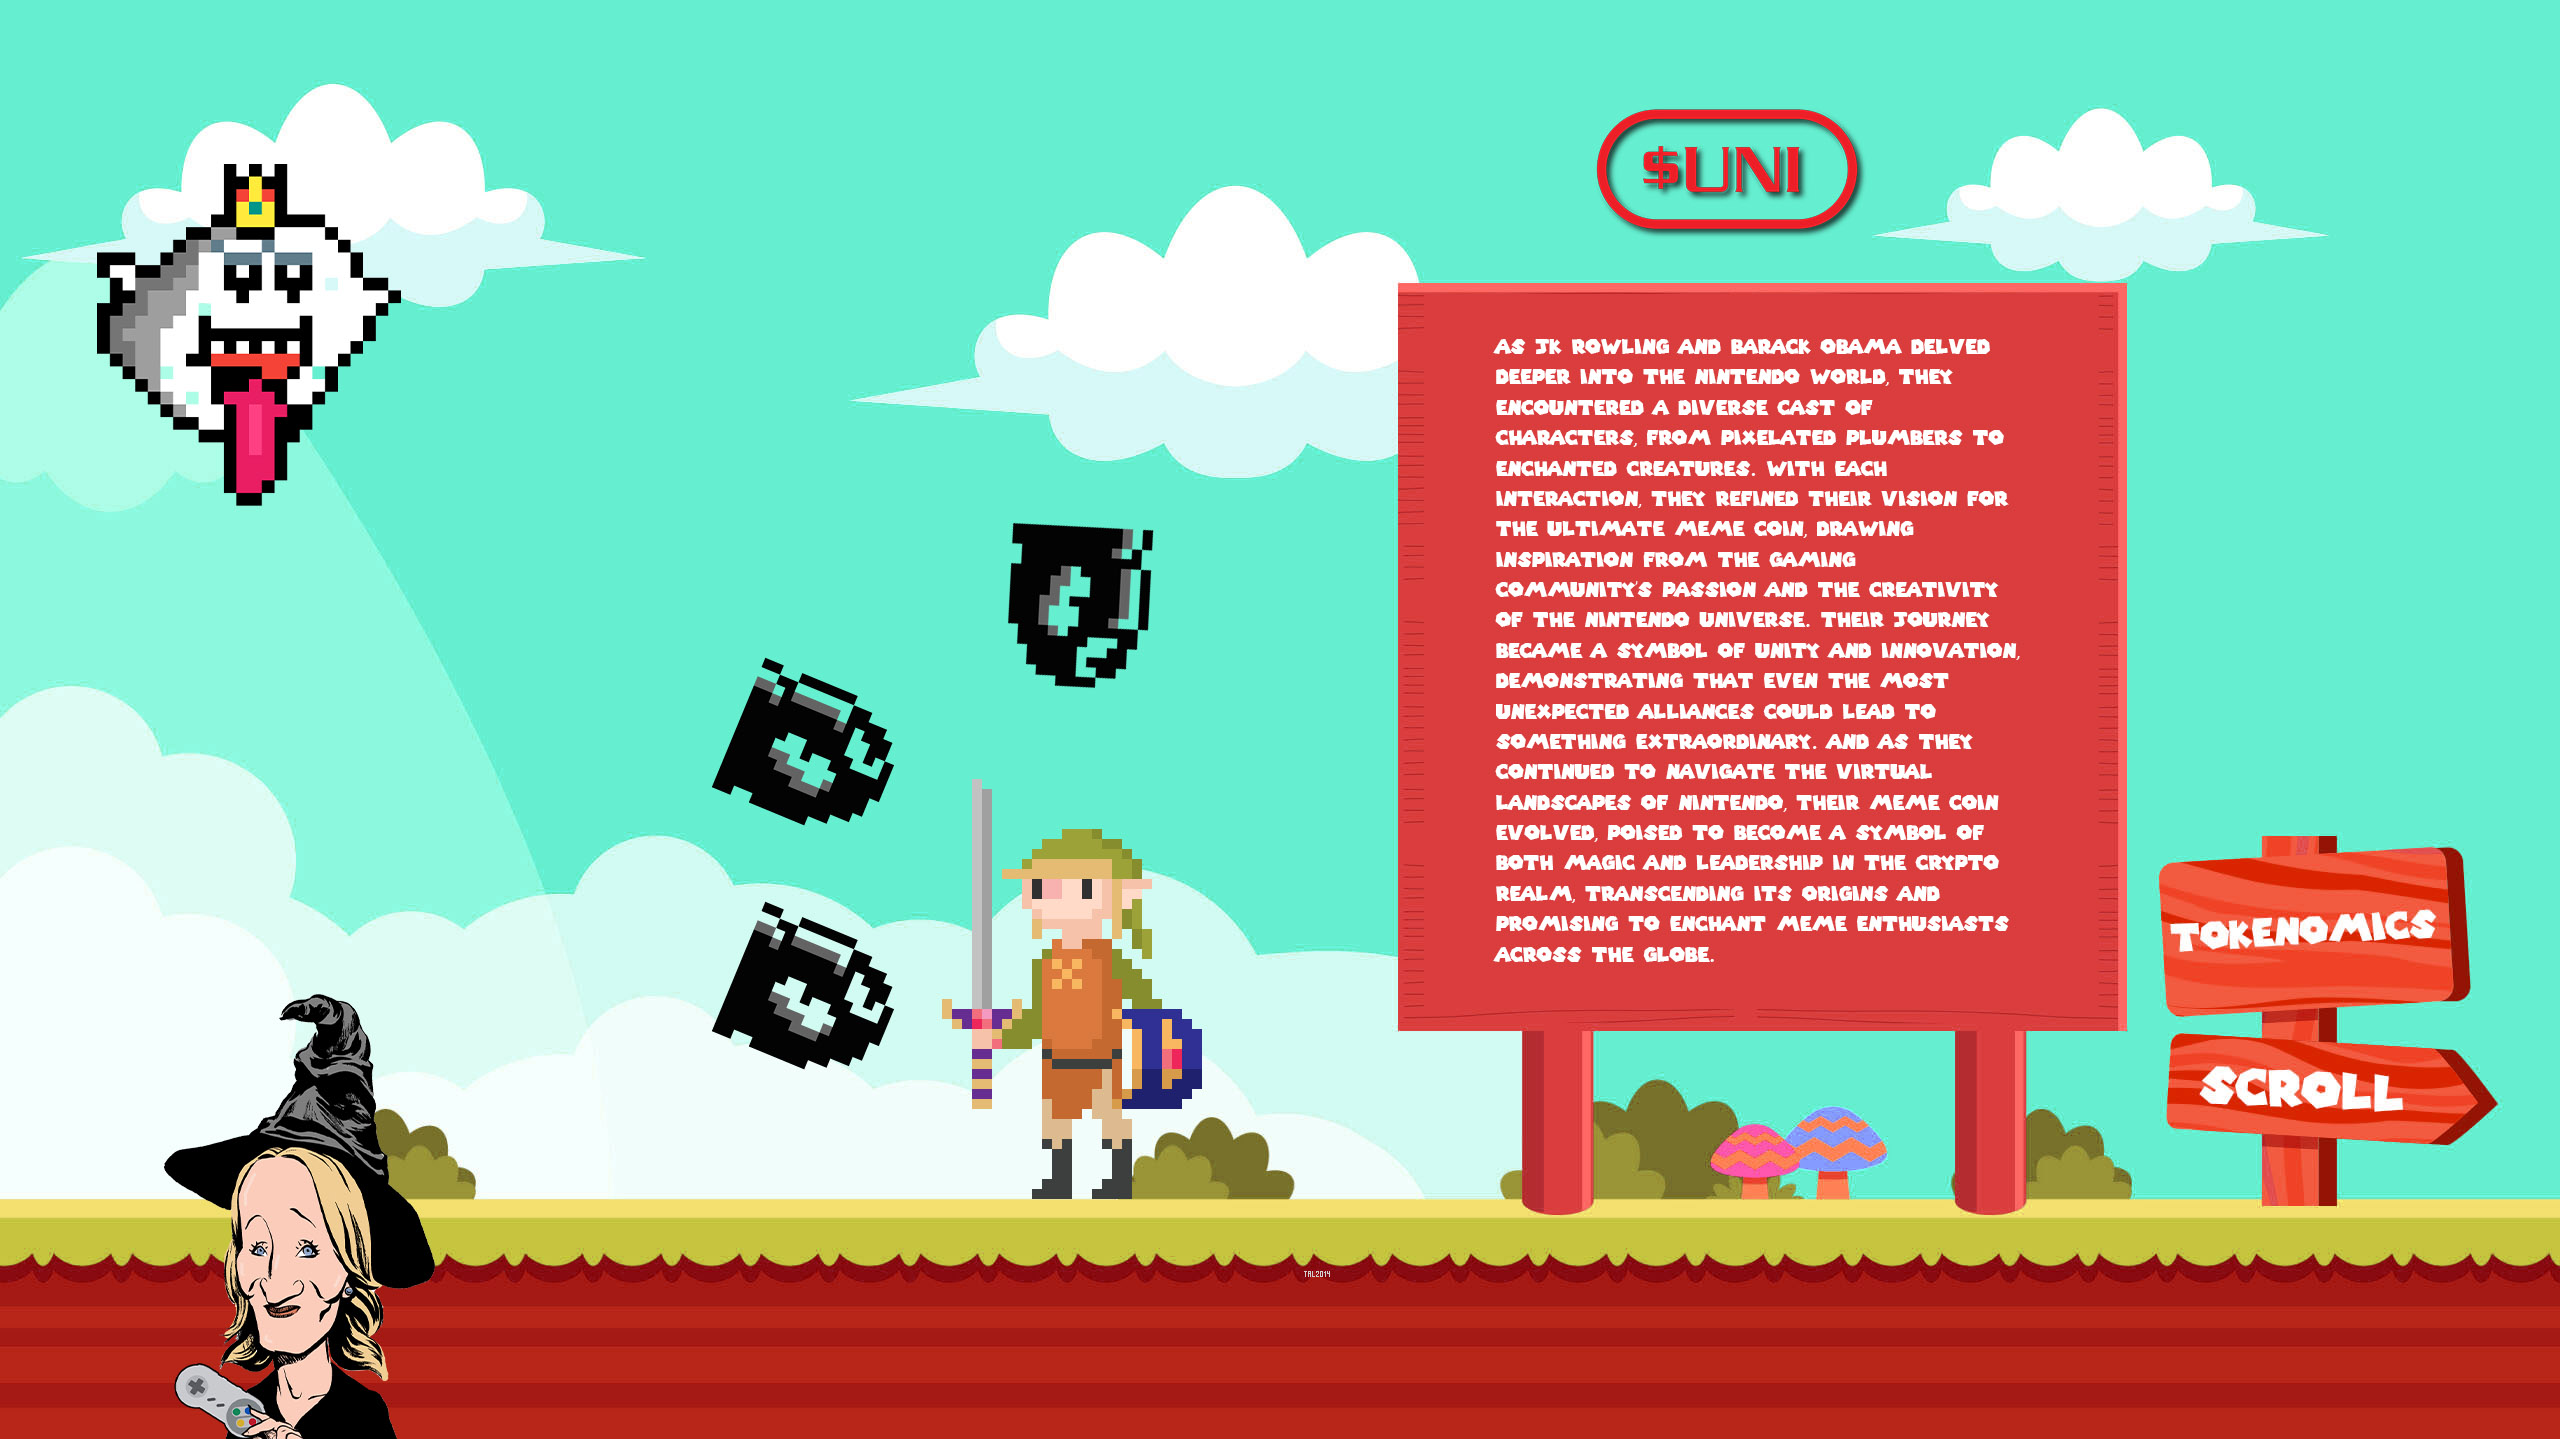 $UNI
AS JK ROWLING AND BARACK OBAMA DELVED
DEEPER INTO THE NINTENDO WORLD, THEY
ENCOUNTERED A DIVERSE CAST OF
CHARACTERS, FROM PIXELATED PLUMBERS TO
ENCHANTED CREATURES. WITH EACH
INTERACTION, THEY REFINED THEIR VISION FOR
THE ULTIMATE MEME COIN, DRAWING
INSPIRATION FROM THE GAMING
COMMUNITY'S PASSION AND THE CREATIVITY
OF THE NINTENDO UNIVERSE. THEIR JOURNEY
BECAME A SYMBOL OF UNITY AND INNOVATION,
DEMONSTRATING THAT EVEN THE MOST
UNEXPECTED ALLIANCES COULD LEAD TO
SOMETHING EXTRAORDINARY. AND AS THEY
CONTINUED TO NAVIGATE THE VIRTUAL
LANDSCAPES OF NINTENDO, THEIR MEME COIN
EVOLVED, POISED TO BECOME A SYMBOL OF
BOTH MAGIC AND LEADERSHIP IN THE CRYPTO
REALM, TRANSCENDING ITS ORIGINS AND
PROMISING TO ENCHANT MEME ENTHUSIASTS
ACROSS THE GLOBE.
TOKENOMICS
SCROLL
TRL2014